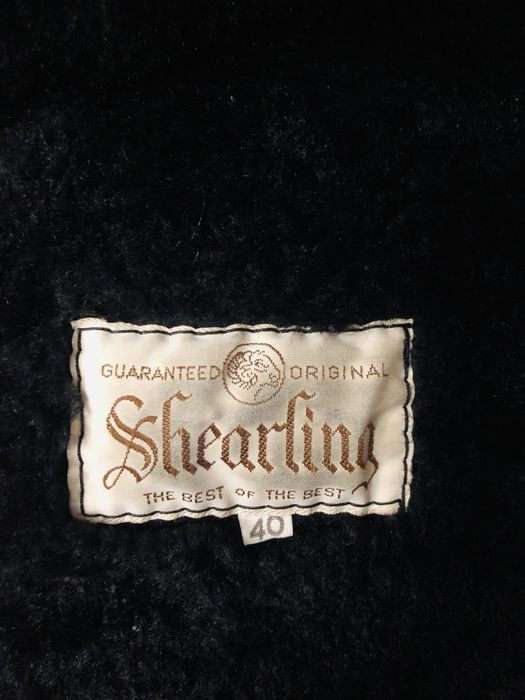 GUARANTEED ORIGINAL
Shearling
THE BEST OF THE BEST
40